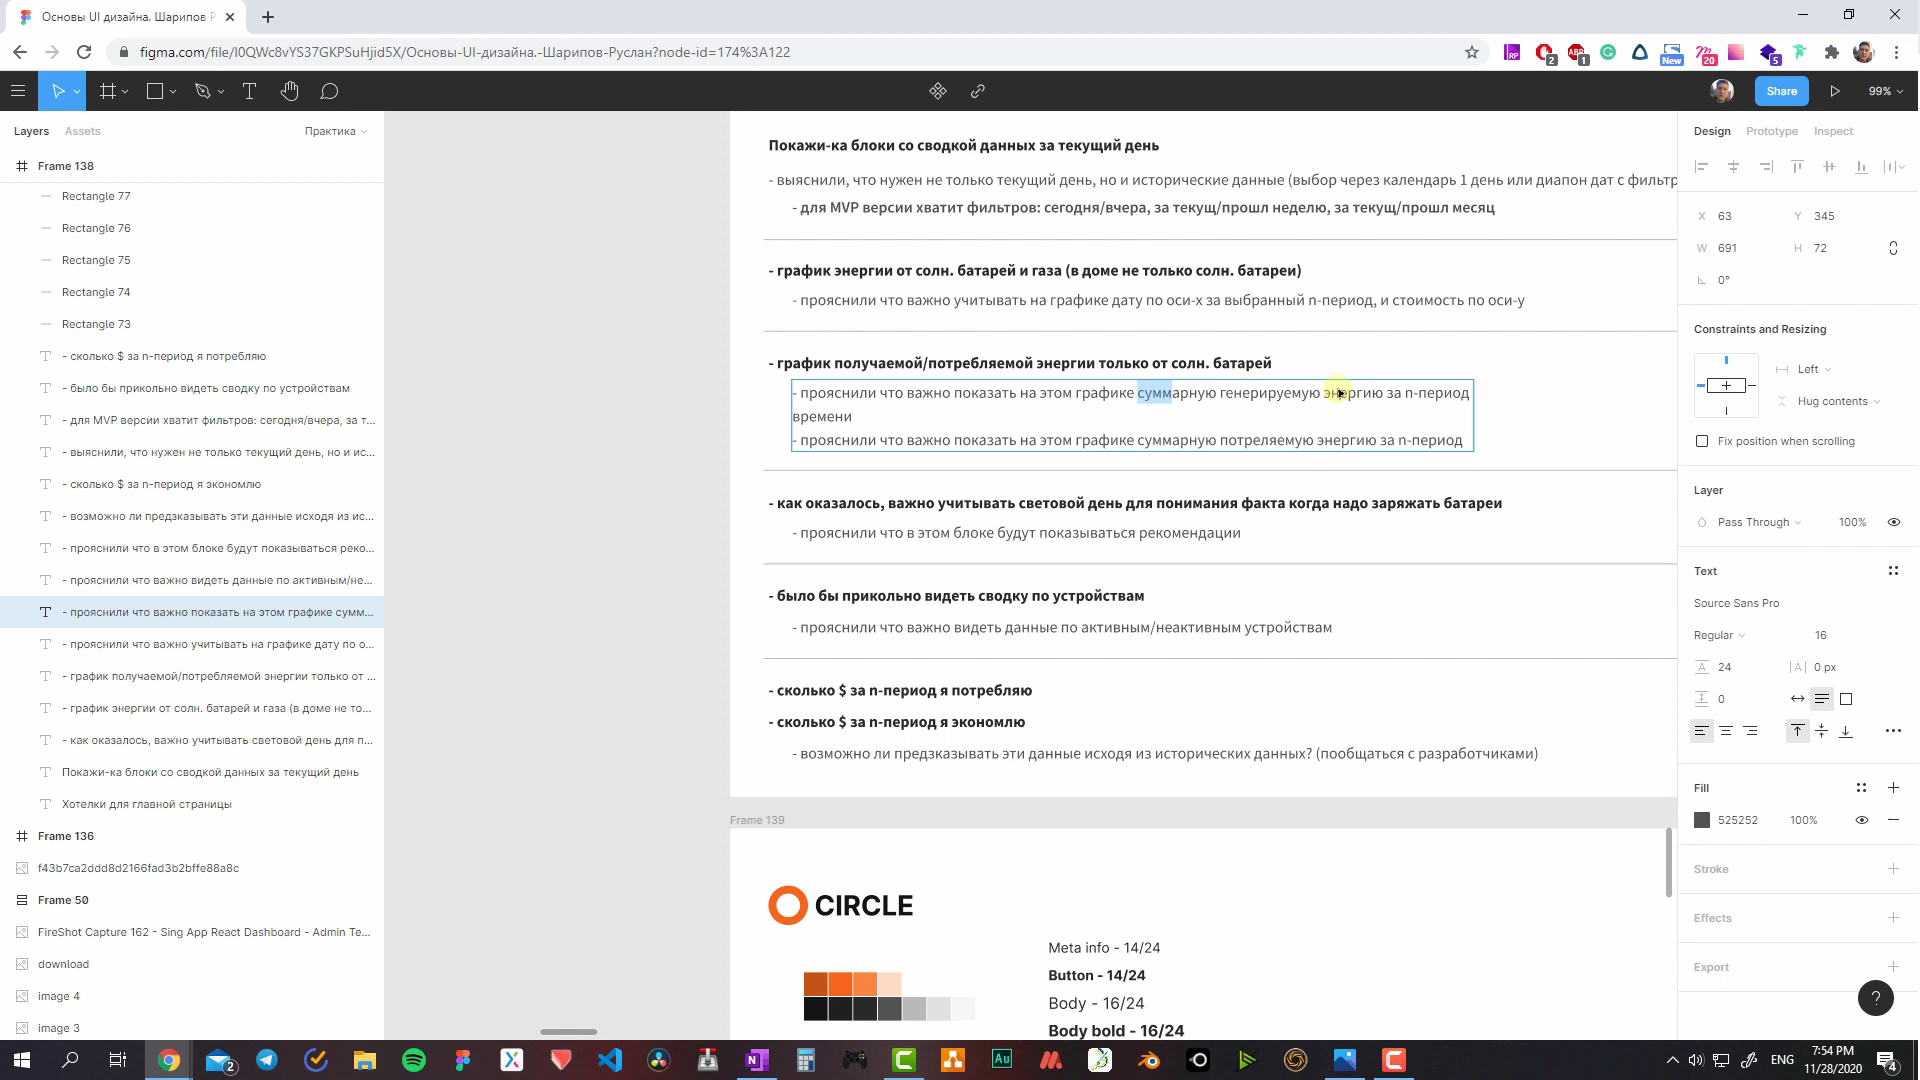 Основы UI дизайна. Шарипов Р
figma.com/file/I0QWc8vYS37GKPSuHjid5X/Основы-UI-дизайна.-Шарипов-Руслан?node-id=174%3A122
2
1
New
20
5
Share
99%
Layers
Assets
Практика
Frame 138
Rectangle 77
Rectangle 76
Rectangle 75
Rectangle 74
Rectangle 73
- сколько $ за n-период я потребляю
- было бы прикольно видеть сводку по устройствам
- для MVP версии хватит фильтров: сегодня/вчера, за т...
- выяснили, что нужен не только текущий день, но и ис...
- сколько $ за n-период я экономлю
- возможно ли предзказывать эти данные исходя из ис...
- прояснили что в этом блоке будут показываться реко...
- прояснили что важно видеть данные по активным/не...
- прояснили что важно показать на этом графике сумм...
- прояснили что важно учитывать на графике дату по о...
- график получаемой/потребляемой энергии только от ...
- график энергии от солн. батарей и газа (в доме не то...
- как оказалось, важно учитывать световой день для п...
Покажи-ка блоки со сводкой данных за текущий день
Хотелки для главной страницы
Frame 136
f43b7ca2ddd8d2166fad3b2bffe88a8c
Frame 50
FireShot Capture 162 - Sing App React Dashboard - Admin Te...
download
image 4
image 3
Покажи-ка блоки со сводкой данных за текущий день
- выяснили, что нужен не только текущий день, но и исторические данные (выбор через календарь 1 день или диапон дат с фильтр
- для MVP версии хватит фильтров: сегодня/вчера, за текущ/прошл неделю, за текущ/прошл месяц
- график энергии от солн. батарей и газа (в доме не только солн. батареи)
- прояснили что важно учитывать на графике дату по оси-x за выбранный n-период, и стоимость по оси-y
- график получаемой/потребляемой энергии только от солн. батарей
- прояснили что важно показать на этом графике суммарную генерируемую энергию за n-период
времени
- прояснили что важно показать на этом графике суммарную потреляемую энергию за n-период
- как оказалось, важно учитывать световой день для понимания факта когда надо заряжать батареи
- прояснили что в этом блоке будут показываться рекомендации
- было бы прикольно видеть сводку по устройствам
- прояснили что важно видеть данные по активным/неактивным устройствам
- сколько $ за n-период я потребляю
- сколько $ за n-период я экономлю
- возможно ли предзказывать эти данные исходя из исторических данных? (пообщаться с разработчиками)
Frame 139
CIRCLE
Meta info - 14/24
Button - 14/24
Body - 16/24
Body bold - 16/24
Design
Prototype
Inspect
X 63
Y 345
W 691
H 72
0°
Constraints and Resizing
Left
Hug contents
Fix position when scrolling
Layer
Pass Through
100%
Text
Source Sans Pro
Regular
16
24
0 px
0
Fill
525252
100%
Stroke
Effects
Export
?
2
Au
ENG
7:54 PM
11/28/2020
4